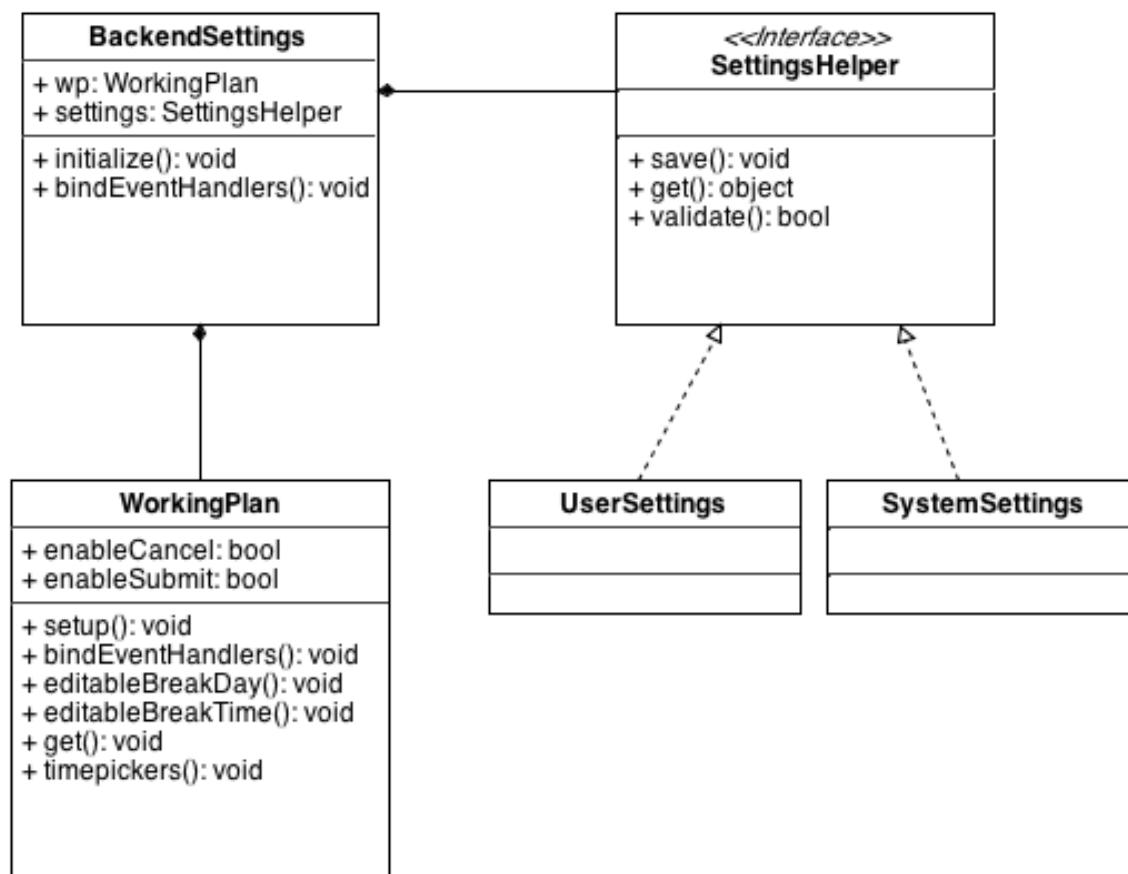 BackendSettings
+ wp: WorkingPlan
+ settings: SettingsHelper
+ initialize(): void
+ bindEventHandlers(): void
<<Interface>>
SettingsHelper
+ save(): void
+ get(): object
+ validate(): bool
WorkingPlan
+ enableCancel: bool
+ enableSubmit: bool
+ setup(): void
+ bindEventHandlers(): void
+ editableBreakDay(): void
+ editableBreakTime(): void
+ get(): void
+ timepickers(): void
UserSettings
SystemSettings